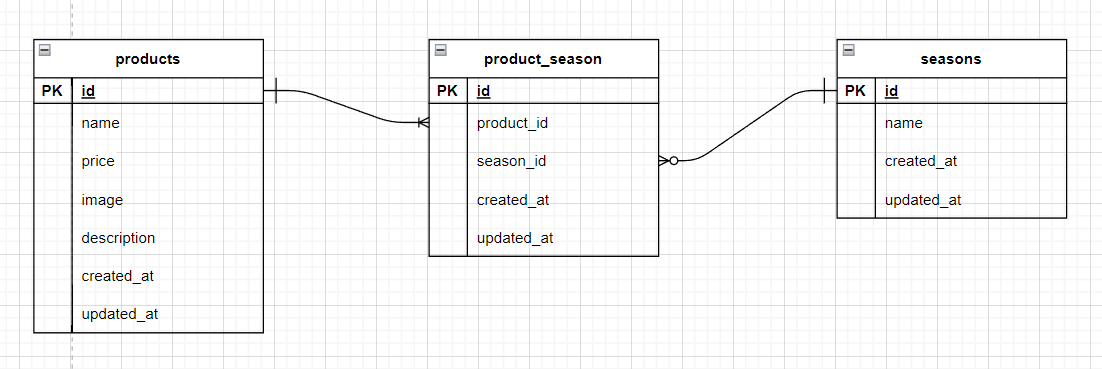 products
PK id
name
price
image
description
created_at
updated_at
product_season
PK id
product_id
season_id
created_at
updated_at
seasons
PK id
name
created_at
updated_at